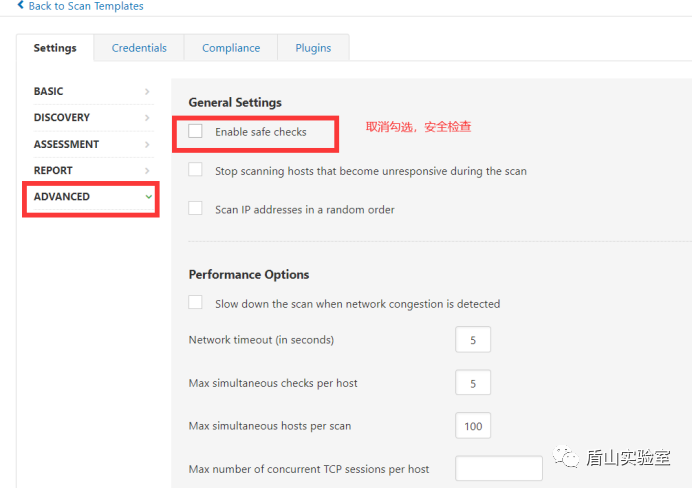 Back to Scan Templates
Settings
Credentials
Compliance
Plugins
BASIC
DISCOVERY
ASSESSMENT
REPORT
ADVANCED
General Settings
Enable safe checks
取消勾选，安全检查
Stop scanning hosts that become unresponsive during the scan
Scan IP addresses in a random order
Performance Options
Slow down the scan when network congestion is detected
Network timeout (in seconds)
5
Max simultaneous checks per host
5
Max simultaneous hosts per scan
100
Max number of concurrent TCP sessions per host
盾山实验室